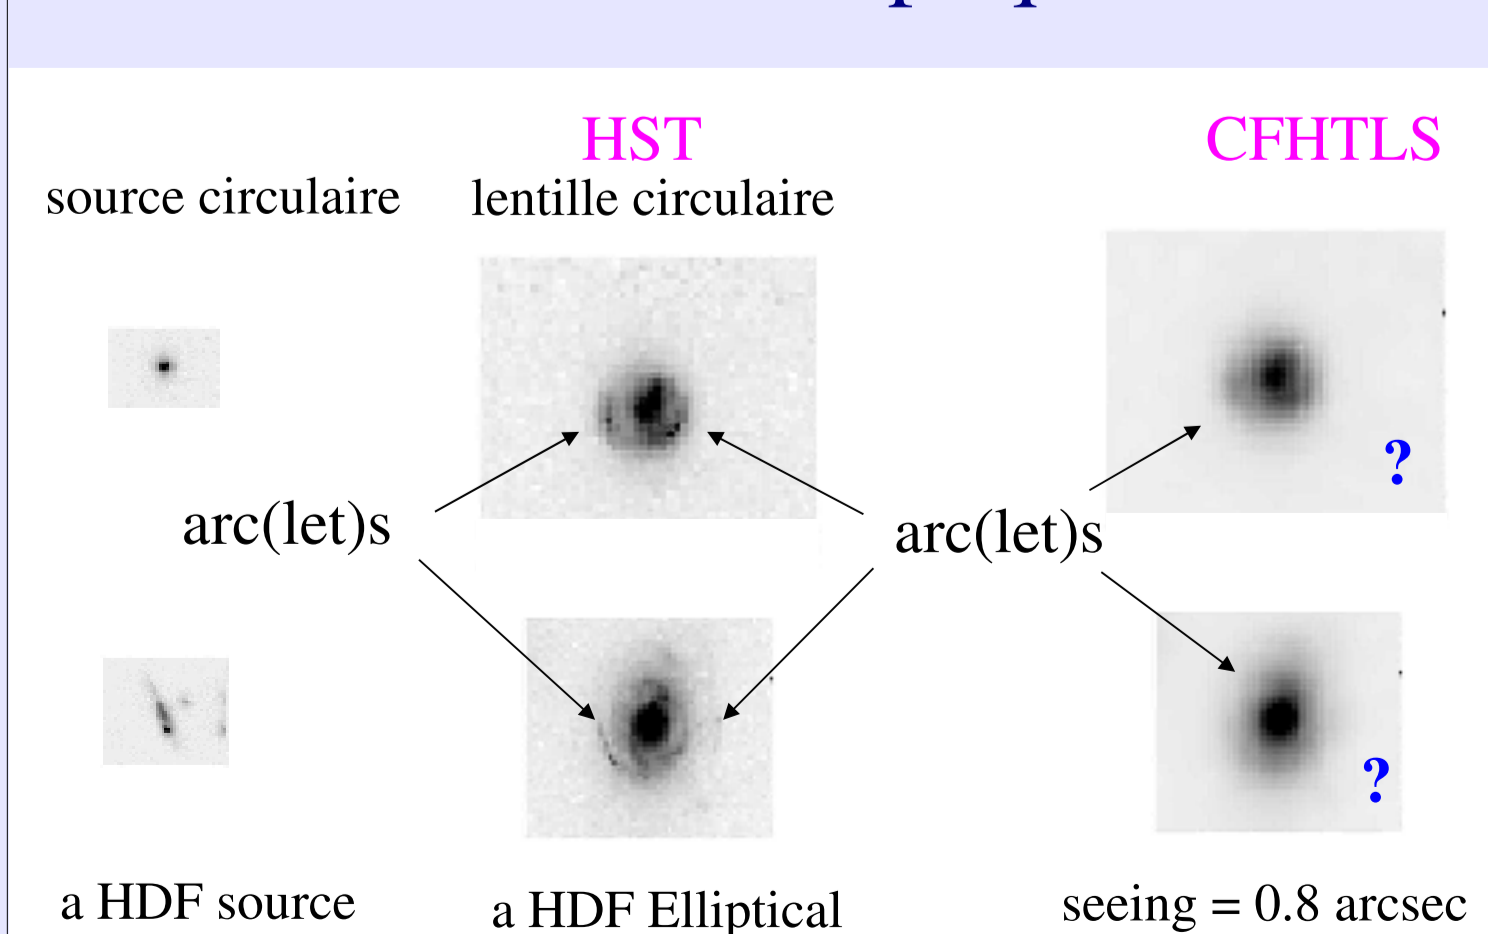 HST
CFHTLS
source circulaire
lentille circulaire
?
arc(let)s
arc(let)s
?
a HDF source
a HDF Elliptical
seeing = 0.8 arcsec